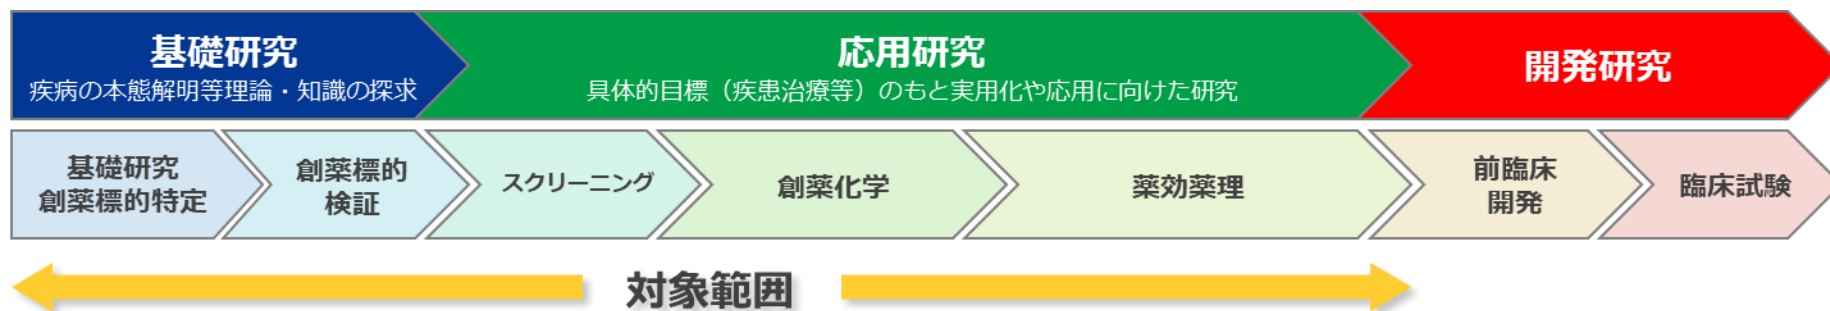 基礎研究
疾病の本態解明等理論・知識の探求
応用研究
具体的目標（疾患治療等）のもと実用化や応用に向けた研究
開発研究
基礎研究
創薬標的特定
創薬標的
検証
スクリーニング
創薬化学
薬効薬理
前臨床
開発
臨床試験
対象範囲